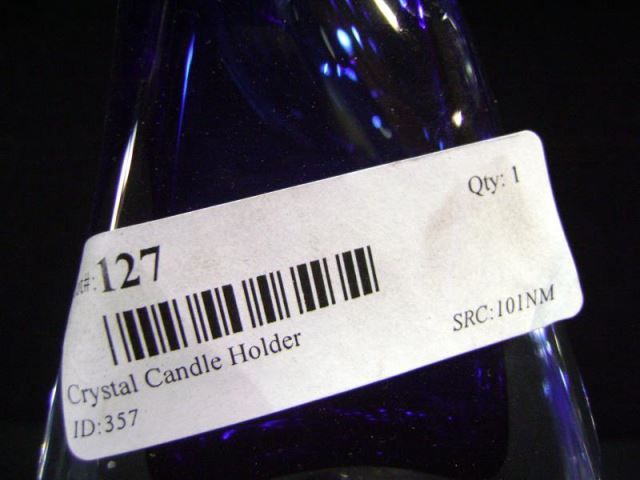 Qty: 1
127
Crystal Candle Holder
SRC:101NM
ID:357